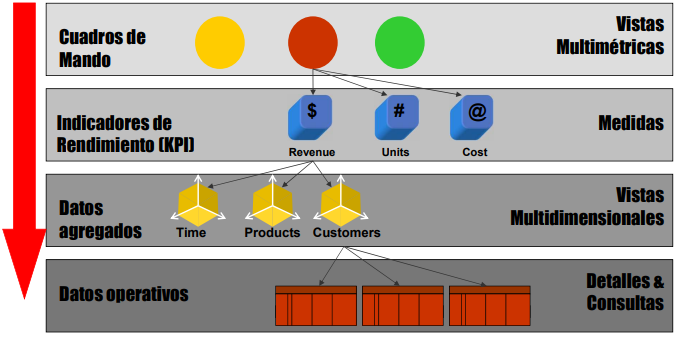 Cuadros de
Mando
Vistas
Multimétricas
Indicadores de
Rendimiento (KPI)
$
#
@
Revenue
Units
Cost
Medidas
Datos
agregados
Time
Products
Customers
Vistas
Multidimensionales
Datos operativos
Detalles &
Consultas